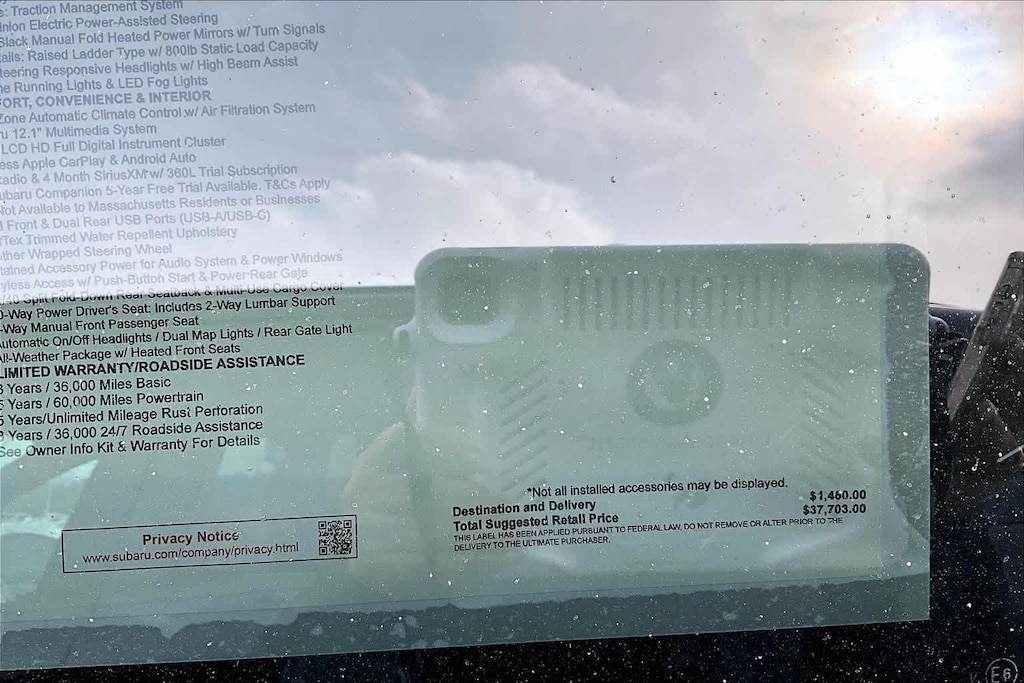 e: Traction Management System
inion Electric Power-Assisted Steering
Black Manual Fold Heated Power Mirrors w/ Turn Signals
ails: Raised Ladder Type w/ 800lb Static Load Capacity
teering Responsive Headlights w/ High Beam Assist
e Running Lights & LED Fog Lights
FORT, CONVENIENCE & INTERIOR
Zone Automatic Climate Control w/ Air Filtration System
ru 12.1" Multimedia System
LCD HD Full Digital Instrument Cluster
ess Apple CarPlay & Android Auto
Radio & 4 Month SiriusXM w/ 360L Trial Subscription
ubaru Companion 5-Year Free Trial Available. T&Cs Apply
Not Available to Massachusetts Residents or Businesses
l Front & Dual Rear USB Ports (USB-A/USB-C)
rTex Trimmed Water Repellent Upholstery
ther Wrapped Steering Wheel
tained Accessory Power for Audio System & Power Windows
yless Access w/ Push-Button Start & Power Rear Gate
/40 Split Fold-Down Rear Seatback & Multi-Use Cargo Cover
0-Way Power Driver's Seat: Includes 2-Way Lumbar Support
-Way Manual Front Passenger Seat
Automatic On/Off Headlights / Dual Map Lights / Rear Gate Light
All-Weather Package w/ Heated Front Seats
LIMITED WARRANTY/ROADSIDE ASSISTANCE
3 Years / 36,000 Miles Basic
5 Years / 60,000 Miles Powertrain
5 Years/Unlimited Mileage Rust Perforation
3 Years / 36,000 24/7 Roadside Assistance
See Owner Info Kit & Warranty For Details
Privacy Notice
www.subaru.com/company/privacy.html
*Not all installed accessories may be displayed.
Destination and Delivery $1,460.00
Total Suggested Retail Price $37,703.00
THIS LABEL HAS BEEN APPLIED PURSUANT TO FEDERAL LAW, DO NOT REMOVE OR ALTER PRIOR TO THE
DELIVERY TO THE ULTIMATE PURCHASER.
E6